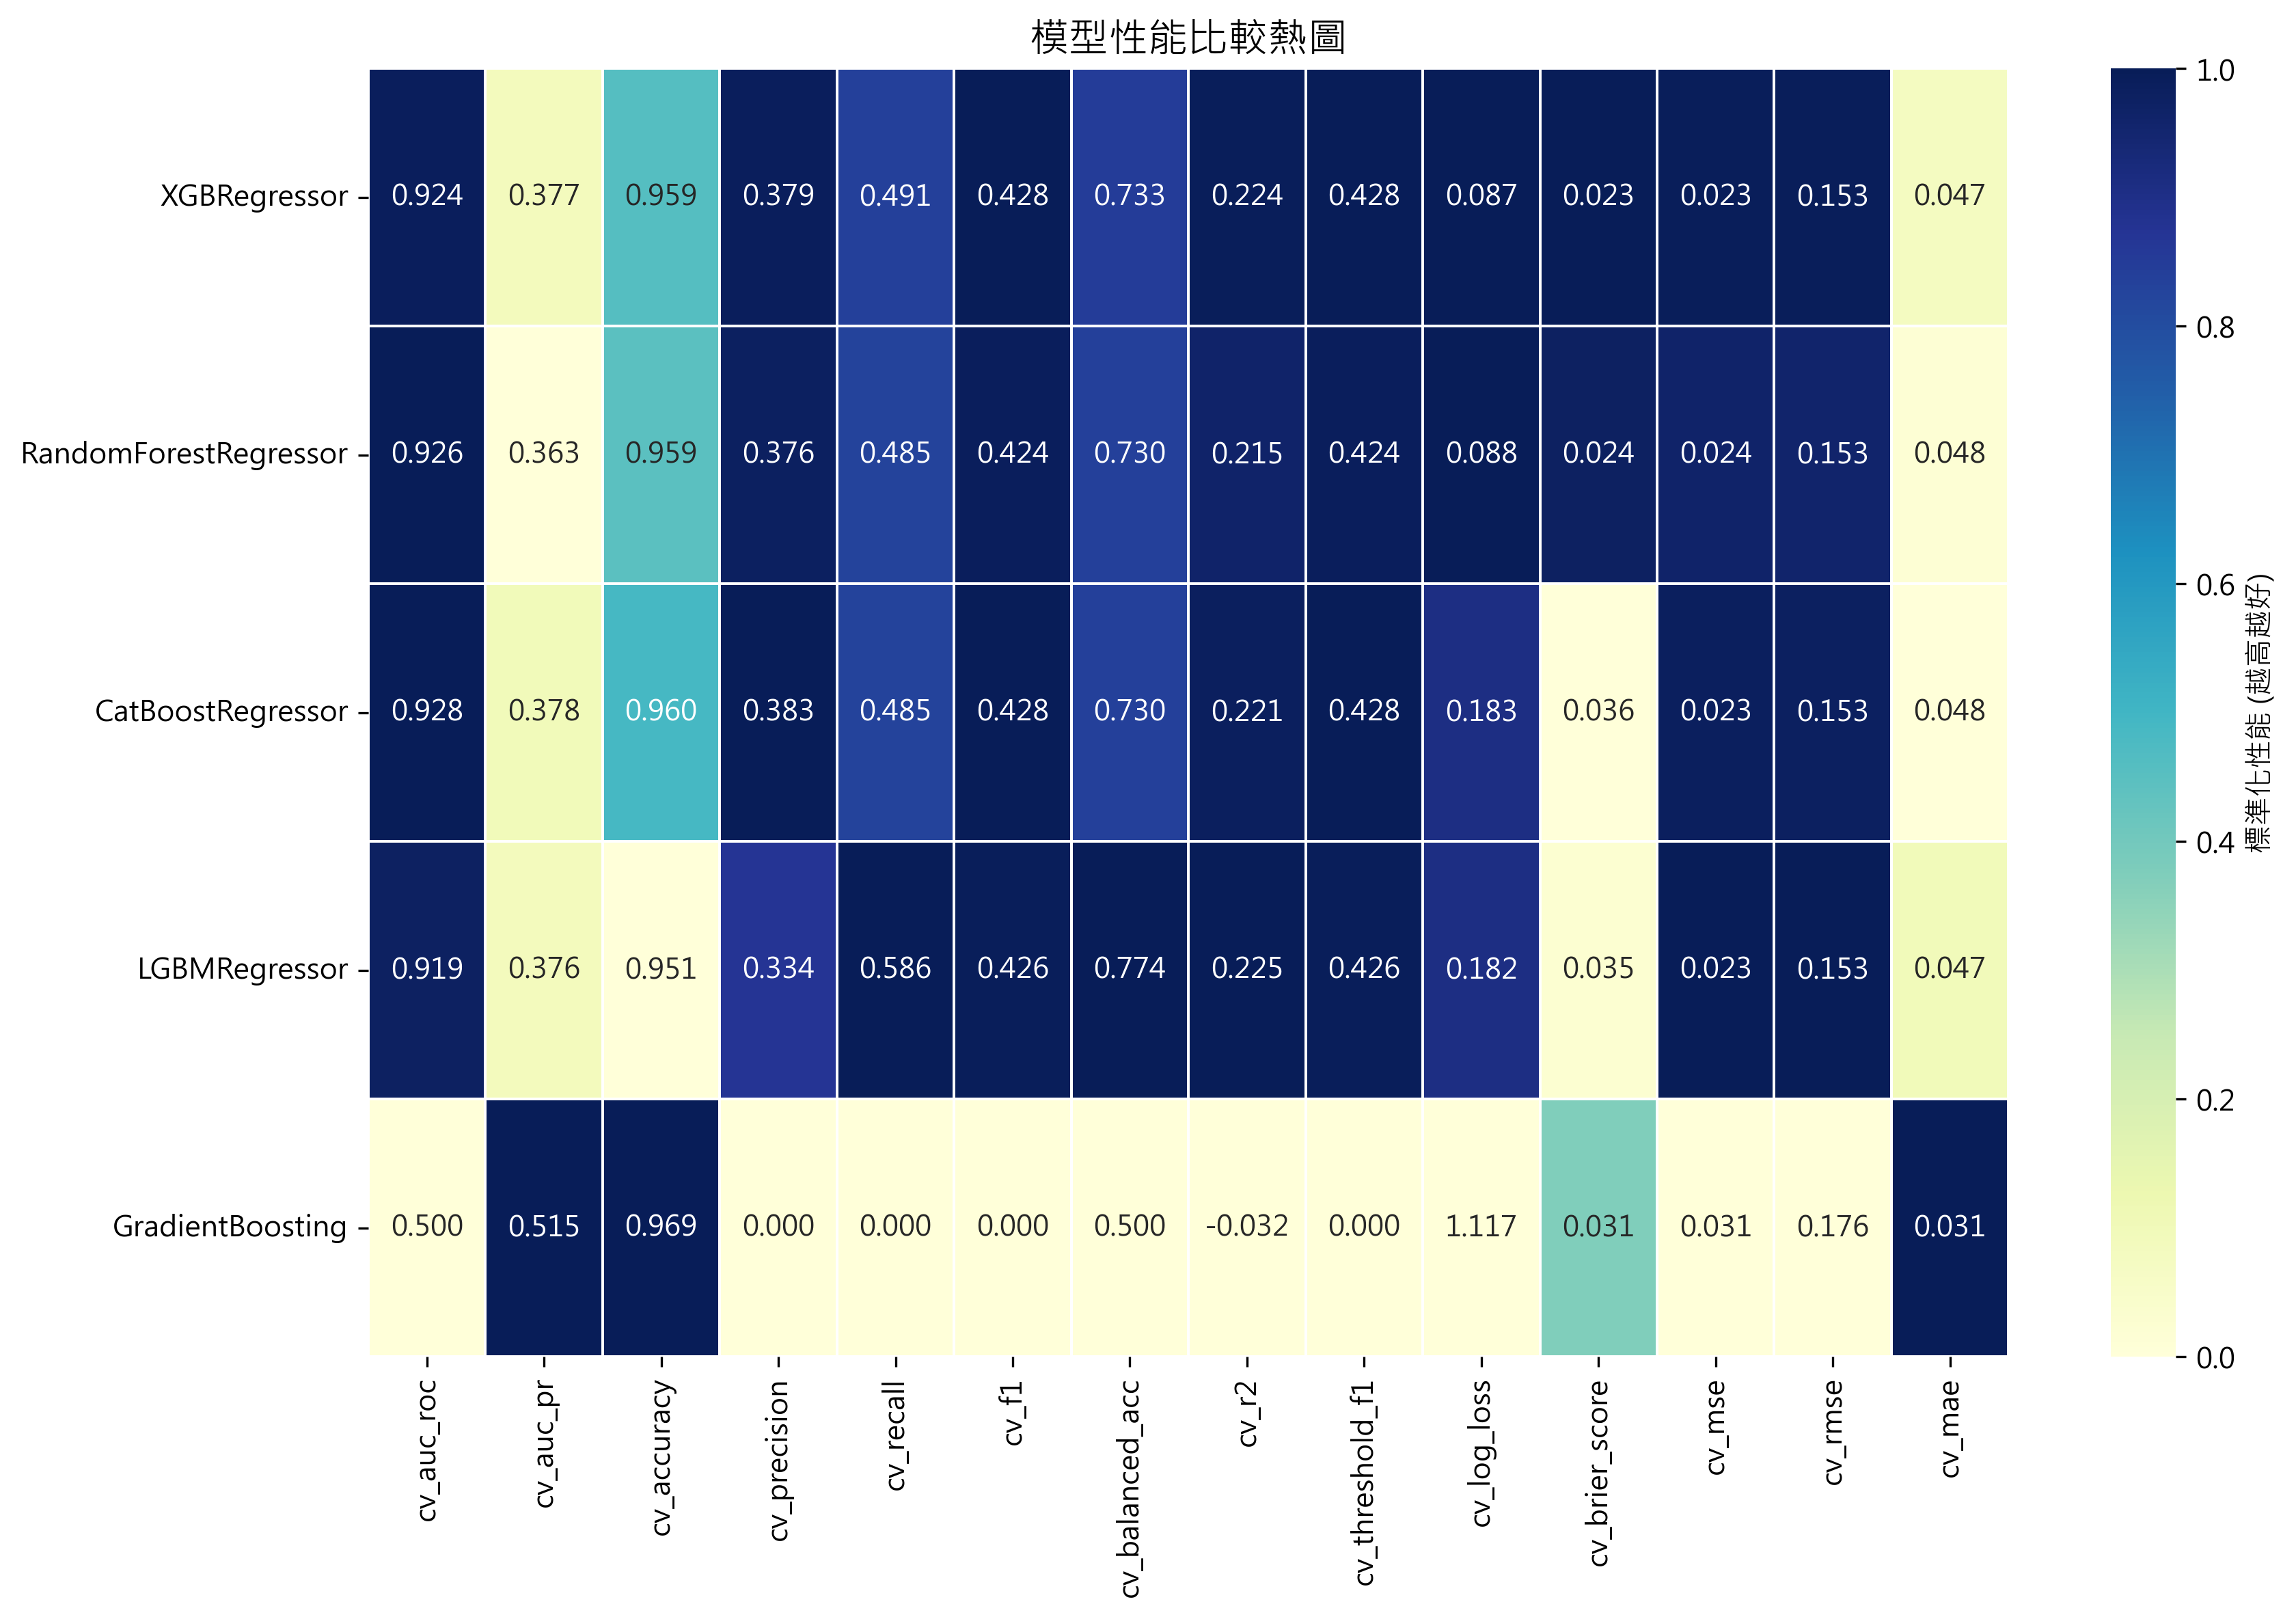 模型性能比較熱圖
XGBRegressor 0.924 0.377 0.959 0.379 0.491 0.428 0.733 0.224 0.428 0.087 0.023 0.023 0.153 0.047
RandomForestRegressor 0.926 0.363 0.959 0.376 0.485 0.424 0.730 0.215 0.424 0.088 0.024 0.024 0.153 0.048
CatBoostRegressor 0.928 0.378 0.960 0.383 0.485 0.428 0.730 0.221 0.428 0.183 0.036 0.023 0.153 0.048
LGBMRegressor 0.919 0.376 0.951 0.334 0.586 0.426 0.774 0.225 0.426 0.182 0.035 0.023 0.153 0.047
GradientBoosting 0.500 0.515 0.969 0.000 0.000 0.000 0.500 -0.032 0.000 1.117 0.031 0.031 0.176 0.031
cv_auc_roc
cv_auc_pr
cv_accuracy
cv_precision
cv_recall
cv_f1
cv_balanced_acc
cv_r2
cv_threshold_f1
cv_log_loss
cv_brier_score
cv_mse
cv_rmse
cv_mae
1.0
0.8
0.6
0.4
0.2
0.0
標準化性能 (越高越好)